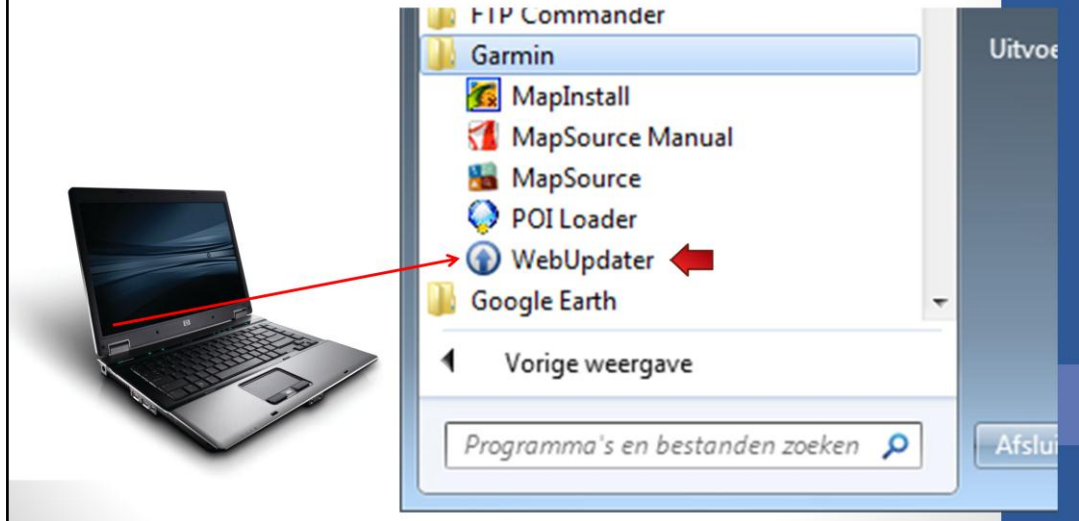 FTP Commander
Garmin
MapInstall
MapSource Manual
MapSource
POI Loader
WebUpdater
Google Earth
Vorige weergave
Programma's en bestanden zoeken